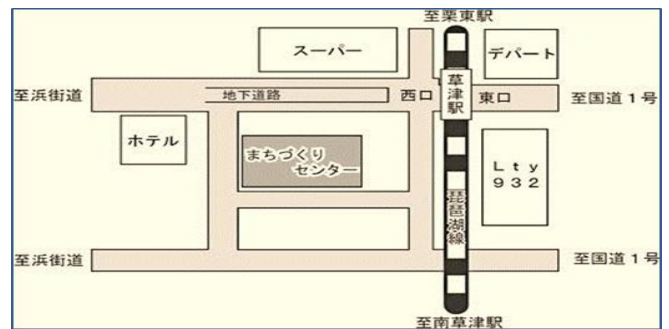 至栗東駅
スーパー
デパート
至浜街道
地下道路
西口
草津駅
東口
至国道１号
ホテル
まちづくり
センター
Ｌｔｙ
９３２
琵琶湖線
至浜街道
至国道１号
至南草津駅